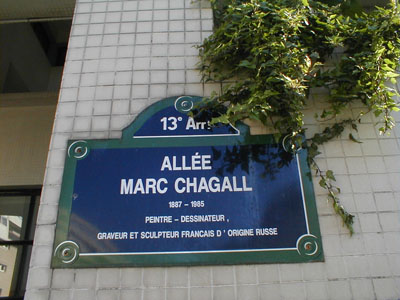 13e Arrt
ALLÉE
MARC CHAGALL
1887 - 1985
PEINTRE - DESSINATEUR,
GRAVEUR ET SCULPTEUR FRANCAIS D'ORIGINE RUSSE